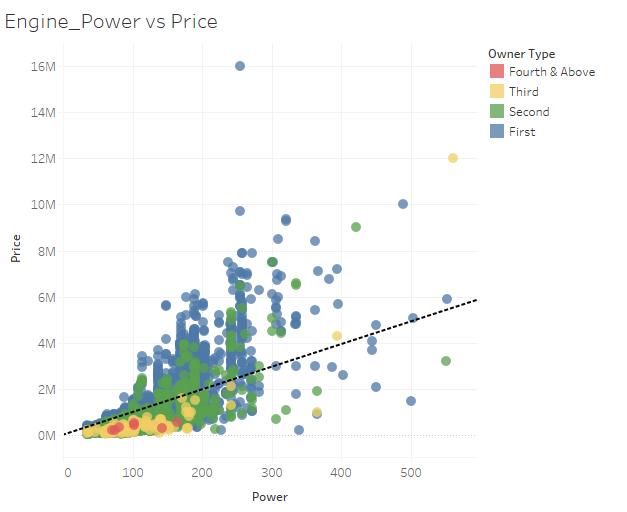 Engine_Power vs Price
Owner Type
Fourth & Above
Third
Second
First
16M
14M
12M
10M
8M
6M
4M
2M
0M
Price
0 100 200 300 400 500
Power